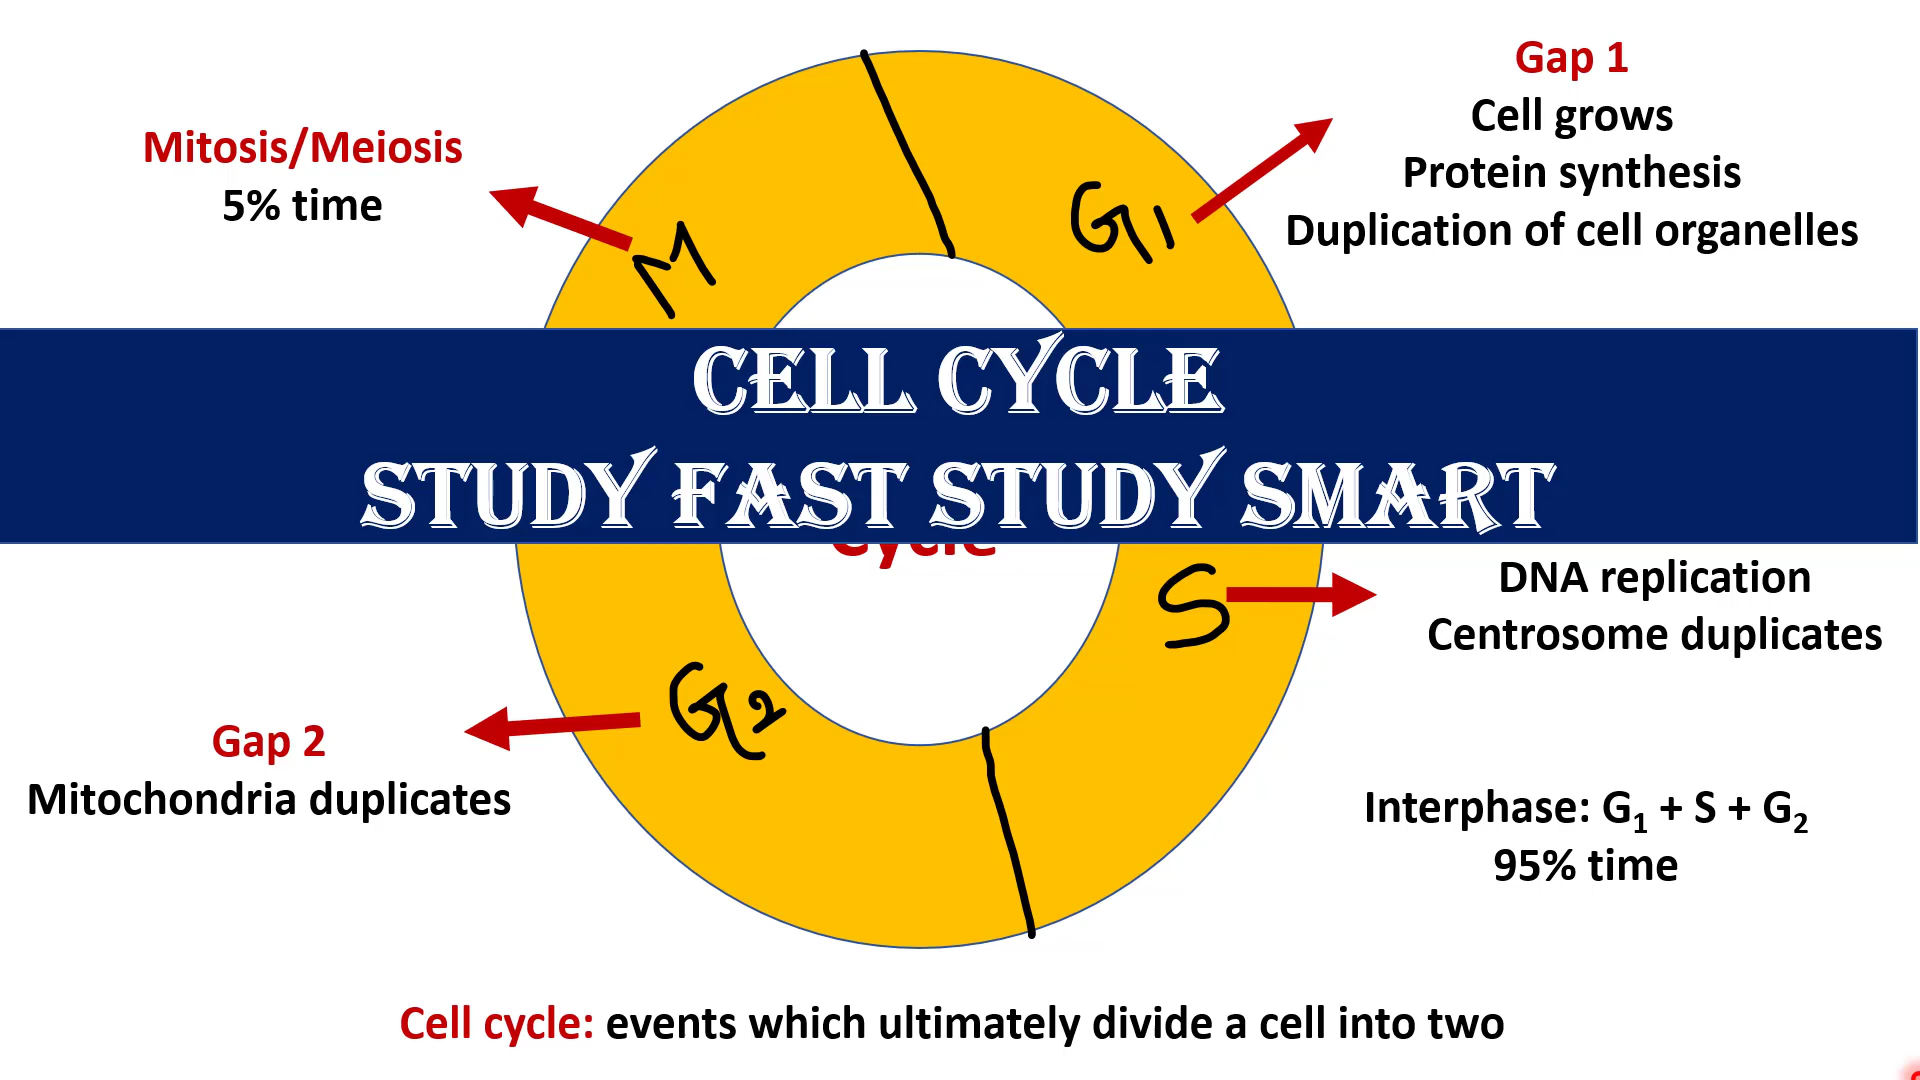 Gap 1
Cell grows
Protein synthesis
Duplication of cell organelles
Mitosis/Meiosis
5% time
M
G1
CELL CYCLE
STUDY FAST STUDY SMART
cycle
S
DNA replication
Centrosome duplicates
G2
Gap 2
Mitochondria duplicates
Interphase: G₁ + S + G₂
95% time
Cell cycle: events which ultimately divide a cell into two